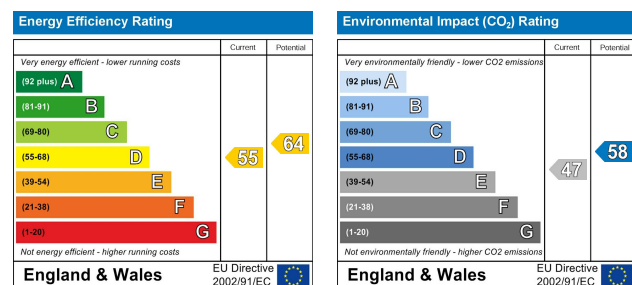 Energy Efficiency Rating
Current Potential
Very energy efficient - lower running costs
(92 plus) A
(81-91) B
(69-80) C
(55-68) D
(39-54) E
(21-38) F
(1-20) G
55
64
Not energy efficient - higher running costs
England & Wales
EU Directive
2002/91/EC
Environmental Impact (CO₂) Rating
Current Potential
Very environmentally friendly - lower CO2 emissions
(92 plus) A
(81-91) B
(69-80) C
(55-68) D
(39-54) E
(21-38) F
(1-20) G
47
58
Not environmentally friendly - higher CO2 emissions
England & Wales
EU Directive
2002/91/EC